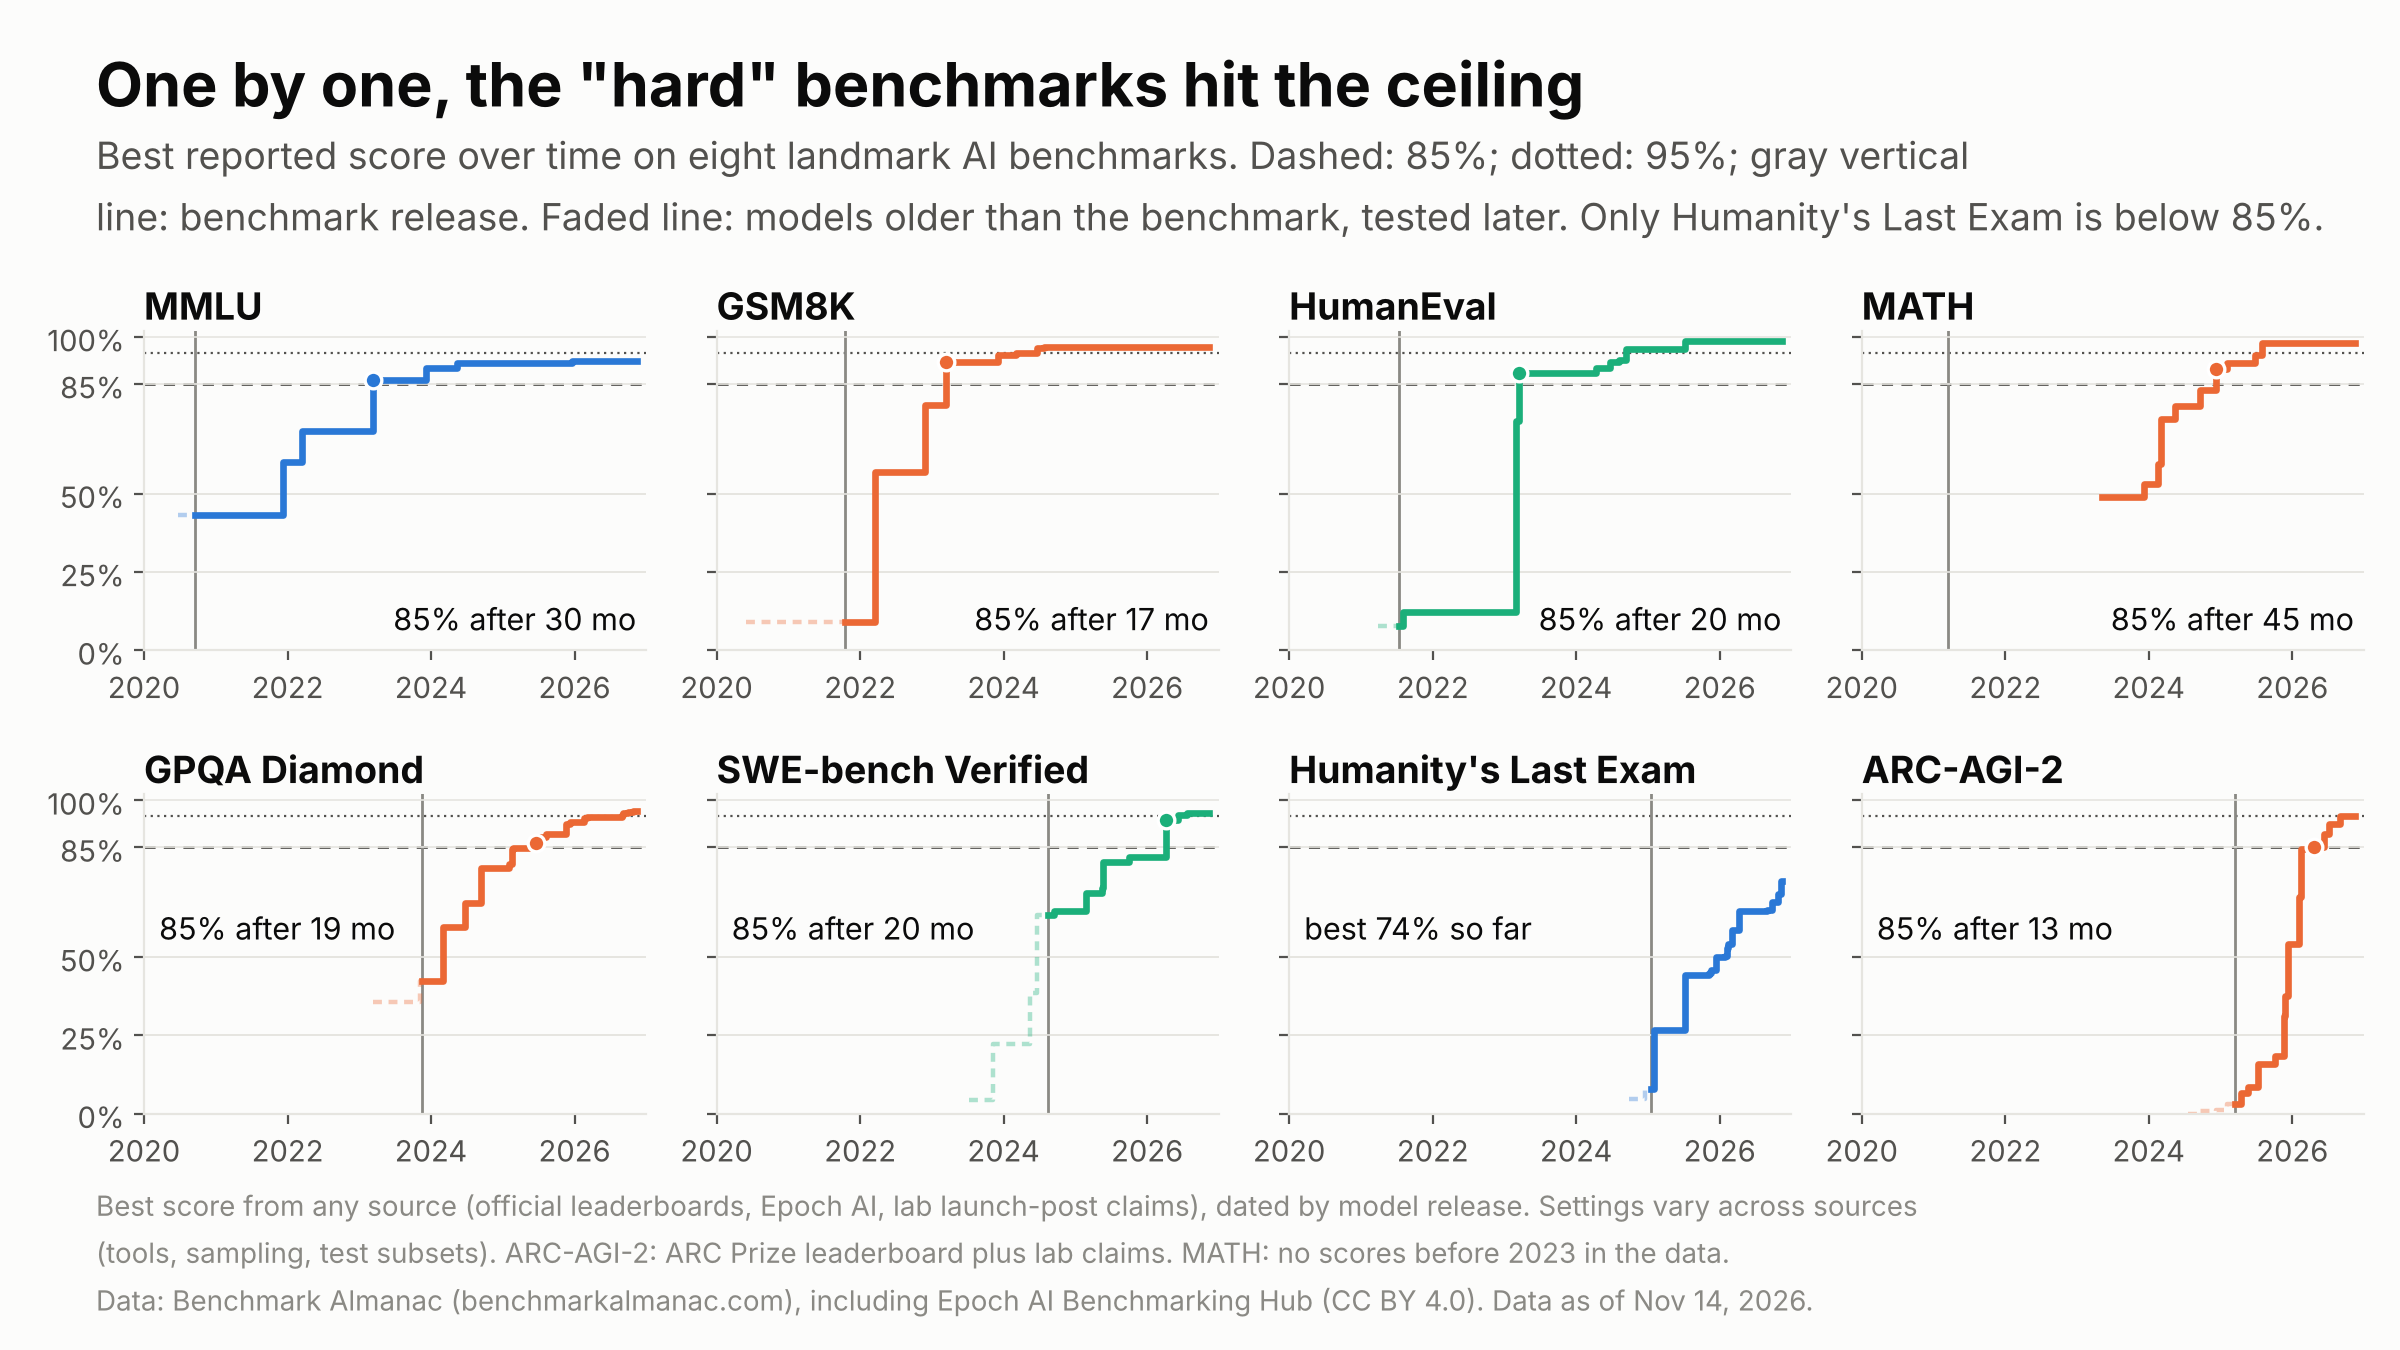 One by one, the "hard" benchmarks hit the ceiling
Best reported score over time on eight landmark AI benchmarks. Dashed: 85%; dotted: 95%; gray vertical
line: benchmark release. Faded line: models older than the benchmark, tested later. Only Humanity's Last Exam is below 85%.
MMLU
100%
85%
50%
25%
0%
85% after 30 mo
2020 2022 2024 2026
GSM8K
85% after 17 mo
2020 2022 2024 2026
HumanEval
85% after 20 mo
2020 2022 2024 2026
MATH
85% after 45 mo
2020 2022 2024 2026
GPQA Diamond
100%
85%
85% after 19 mo
50%
25%
0%
2020 2022 2024 2026
SWE-bench Verified
85% after 20 mo
2020 2022 2024 2026
Humanity's Last Exam
best 74% so far
2020 2022 2024 2026
ARC-AGI-2
85% after 13 mo
2020 2022 2024 2026
Best score from any source (official leaderboards, Epoch AI, lab launch-post claims), dated by model release. Settings vary across sources
(tools, sampling, test subsets). ARC-AGI-2: ARC Prize leaderboard plus lab claims. MATH: no scores before 2023 in the data.
Data: Benchmark Almanac (benchmarkalmanac.com), including Epoch AI Benchmarking Hub (CC BY 4.0). Data as of Nov 14, 2026.